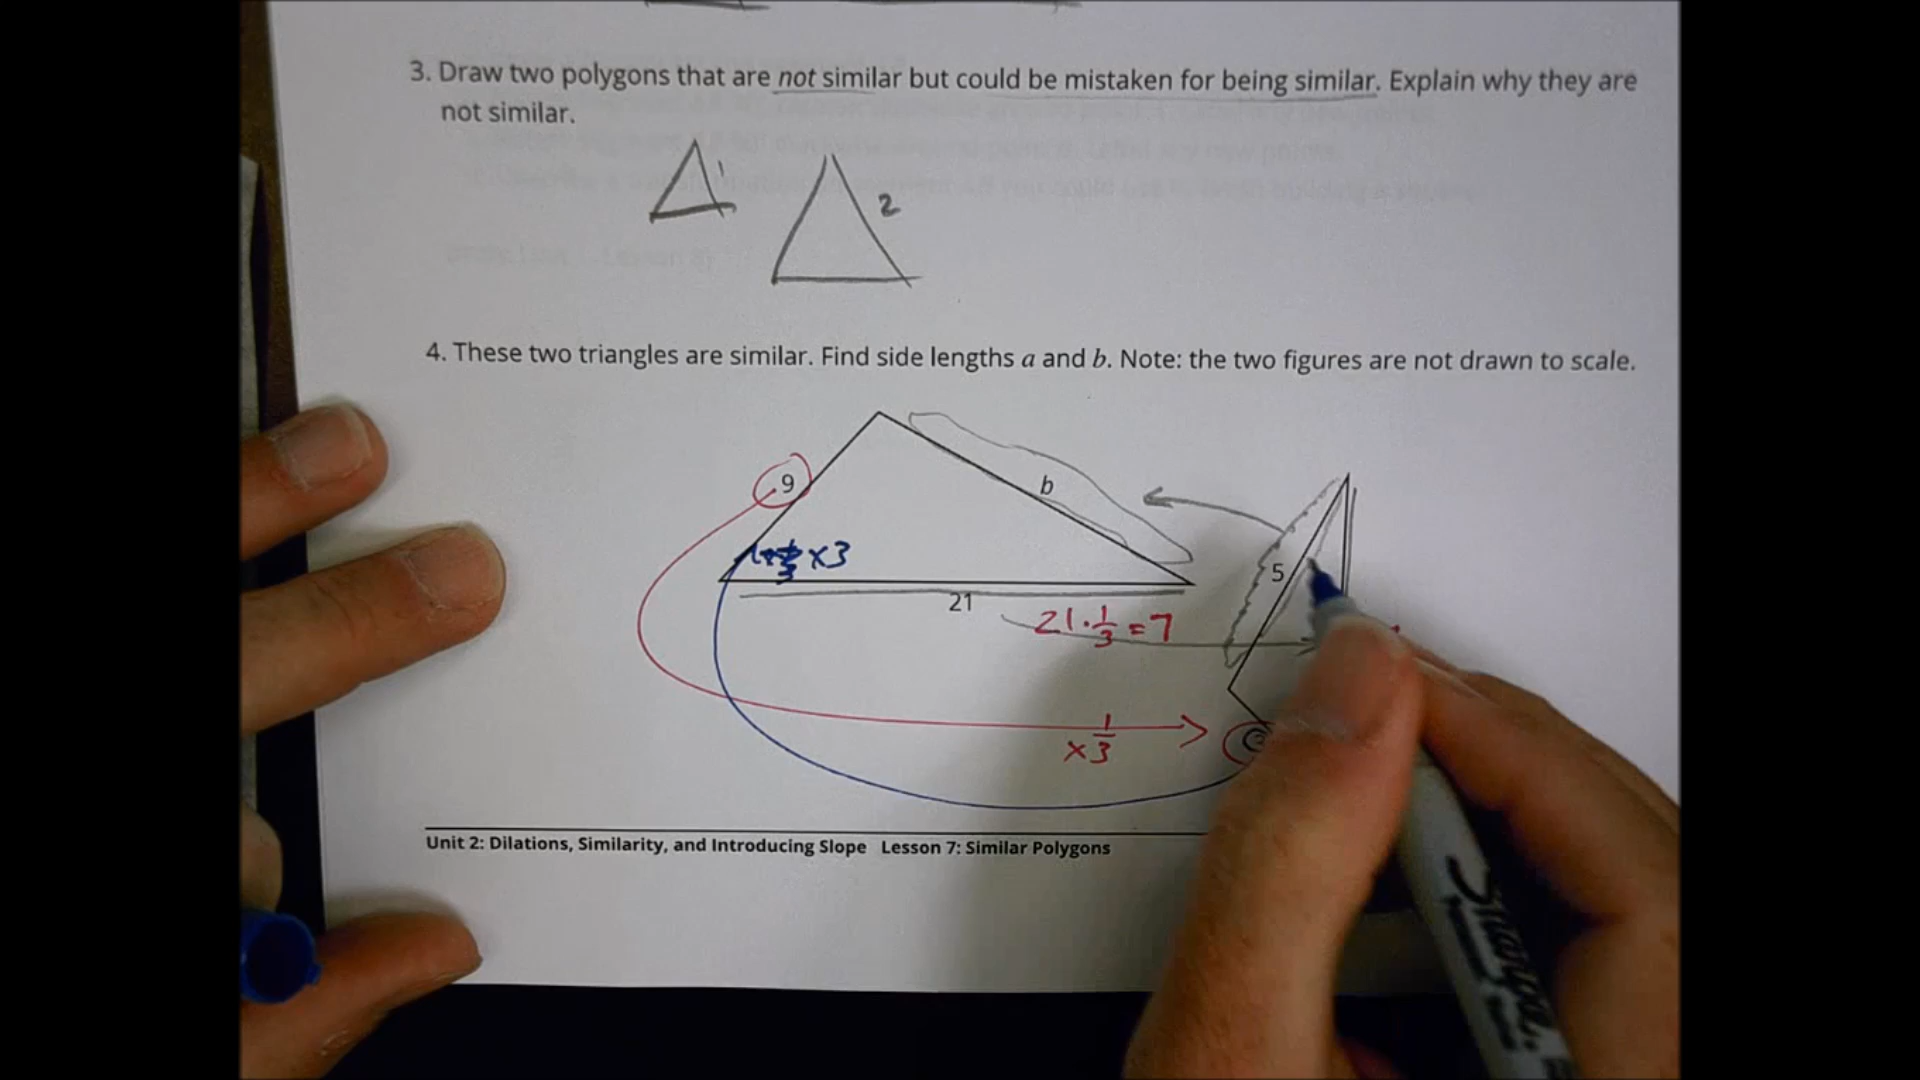 3. Draw two polygons that are not similar but could be mistaken for being similar. Explain why they are
not similar.
1
2
4. These two triangles are similar. Find side lengths a and b. Note: the two figures are not drawn to scale.
9
b
x3
5
21
21 · 1/3 = 7
x 1/3
Unit 2: Dilations, Similarity, and Introducing Slope Lesson 7: Similar Polygons